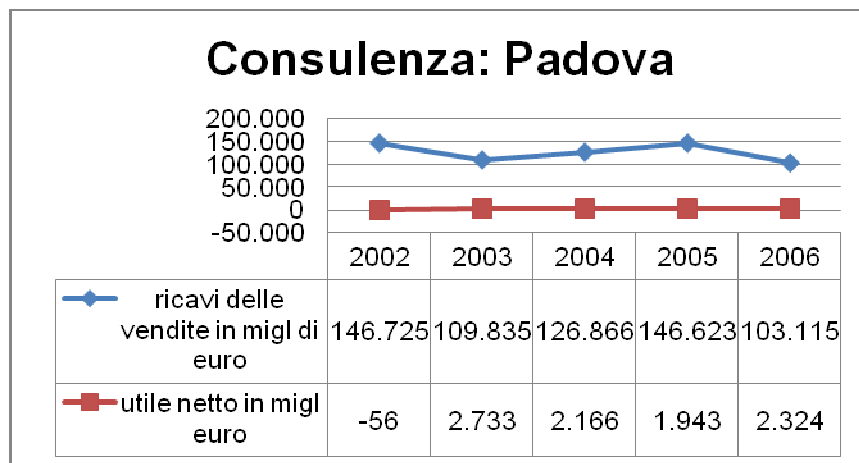 Consulenza: Padova
200.000
150.000
100.000
50.000
0
-50.000
2002 2003 2004 2005 2006
ricavi delle
vendite in migl di
euro
146.725 109.835 126.866 146.623 103.115
utile netto in migl
euro
-56 2.733 2.166 1.943 2.324